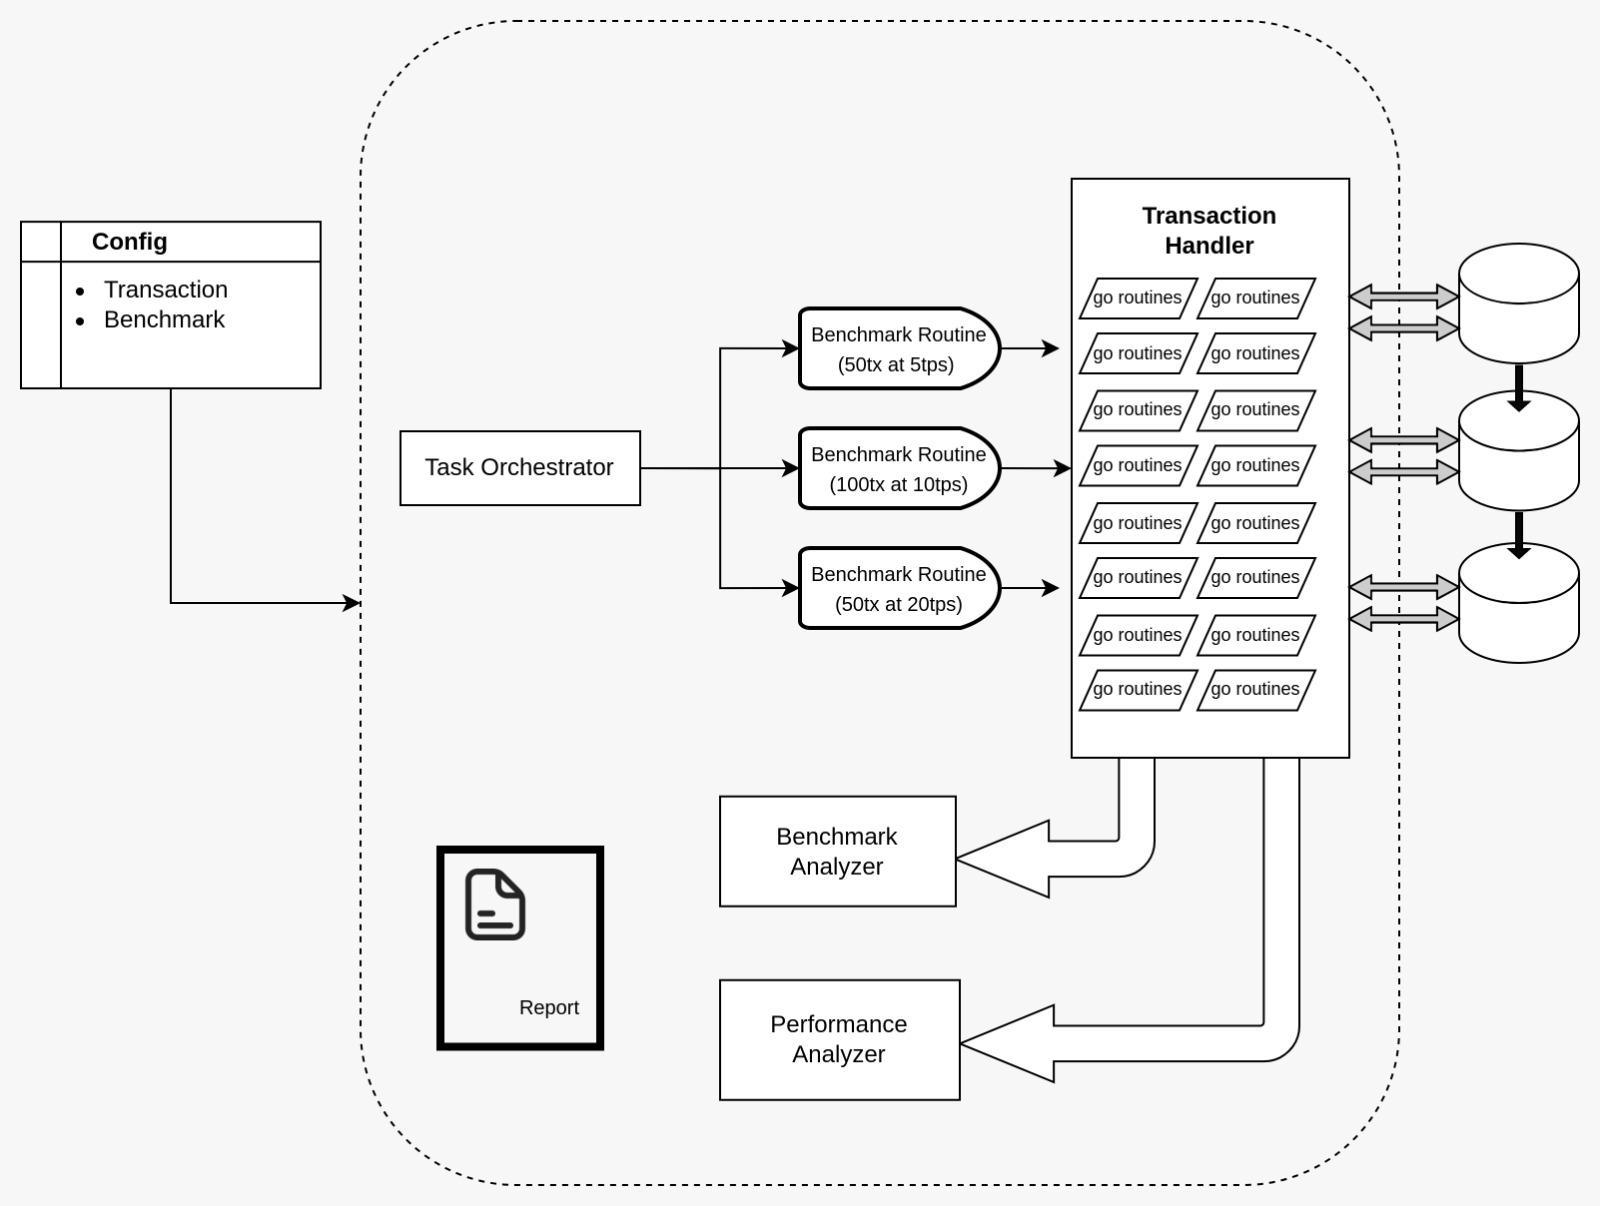 Config
Transaction
Benchmark
Task Orchestrator
Benchmark Routine
(50tx at 5tps)
Benchmark Routine
(100tx at 10tps)
Benchmark Routine
(50tx at 20tps)
Transaction
Handler
go routines go routines
go routines go routines
go routines go routines
go routines go routines
go routines go routines
go routines go routines
go routines go routines
go routines go routines
Benchmark
Analyzer
Performance
Analyzer
Report